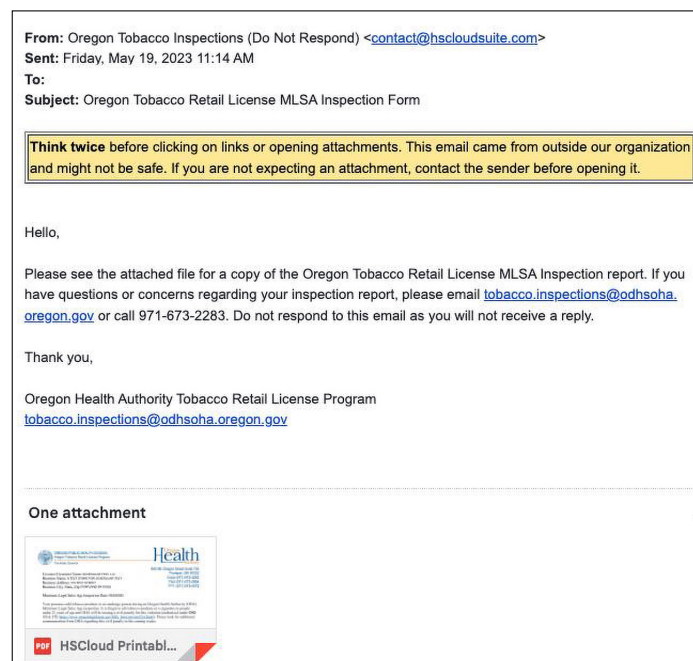 From: Oregon Tobacco Inspections (Do Not Respond) <contact@hscloudsuite.com>
Sent: Friday, May 19, 2023 11:14 AM
To:
Subject: Oregon Tobacco Retail License MLSA Inspection Form
Think twice before clicking on links or opening attachments. This email came from outside our organization
and might not be safe. If you are not expecting an attachment, contact the sender before opening it.
Hello,
Please see the attached file for a copy of the Oregon Tobacco Retail License MLSA Inspection report. If you
have questions or concerns regarding your inspection report, please email tobacco.inspections@odhsoha.
oregon.gov or call 971-673-2283. Do not respond to this email as you will not receive a reply.
Thank you,
Oregon Health Authority Tobacco Retail License Program
tobacco.inspections@odhsoha.oregon.gov
One attachment
Health
PDF HSCloud Printabl...